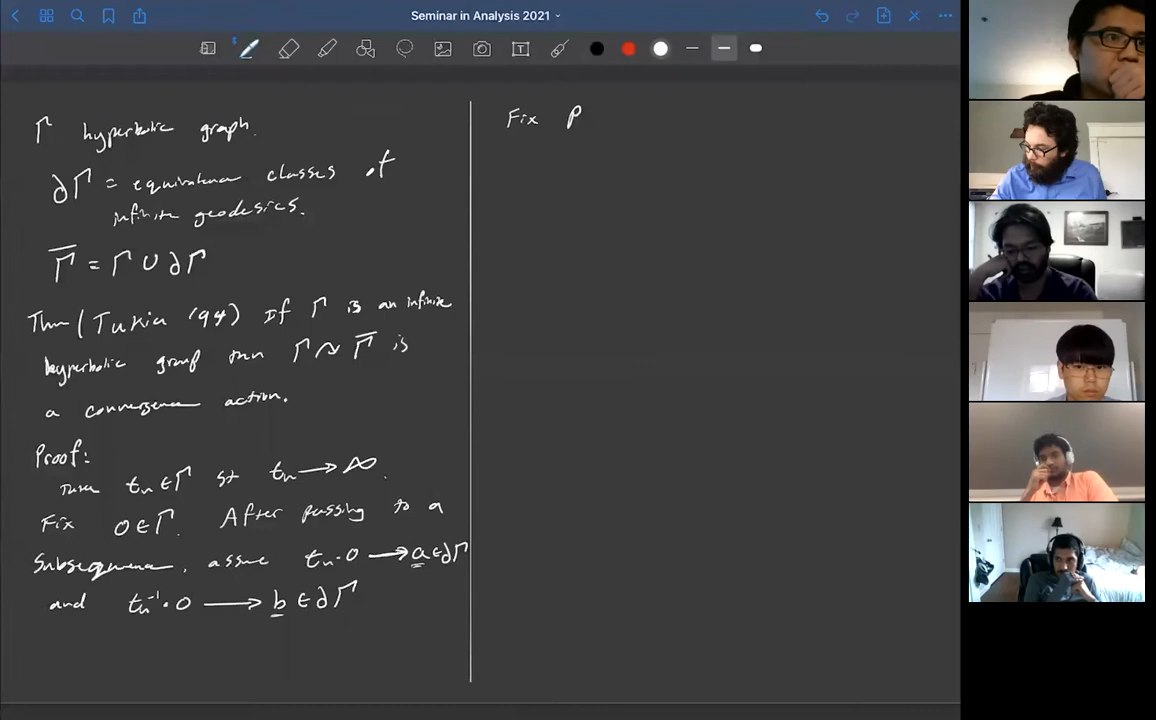 Seminar in Analysis 2021
Γ hyperbolic graph.
∂Γ = equivalence classes of
infinite geodesics.
Γ̅ = Γ ∪ ∂Γ
Thm (Tukia '94) If Γ is an infinite
hyperbolic group then Γ ↷ Γ̅ is
a convergence action.
Proof:
Take tₙ ∈ Γ st tₙ → ∞.
Fix o ∈ Γ. After passing to a
Subsequence, assume tₙ·o → a ∈ ∂Γ
and tₙ⁻¹·o → b ∈ ∂Γ
Fix P